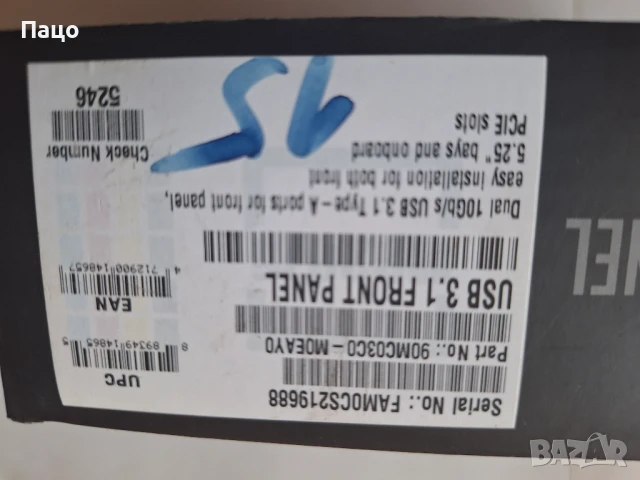 Пацо
Serial No.: FAM0CS219688
Part No.: 90MC03C0-M0EAY0
USB 3.1 FRONT PANEL
Dual 10Gb/s USB 3.1 Type-A ports for front panel,
easy installation for both front
5.25" bays and onboard
PCIE slots
UPC
8 89349 14865 5
EAN
4 712900 148657
Check Number
5246
95
NEL
BAZAR